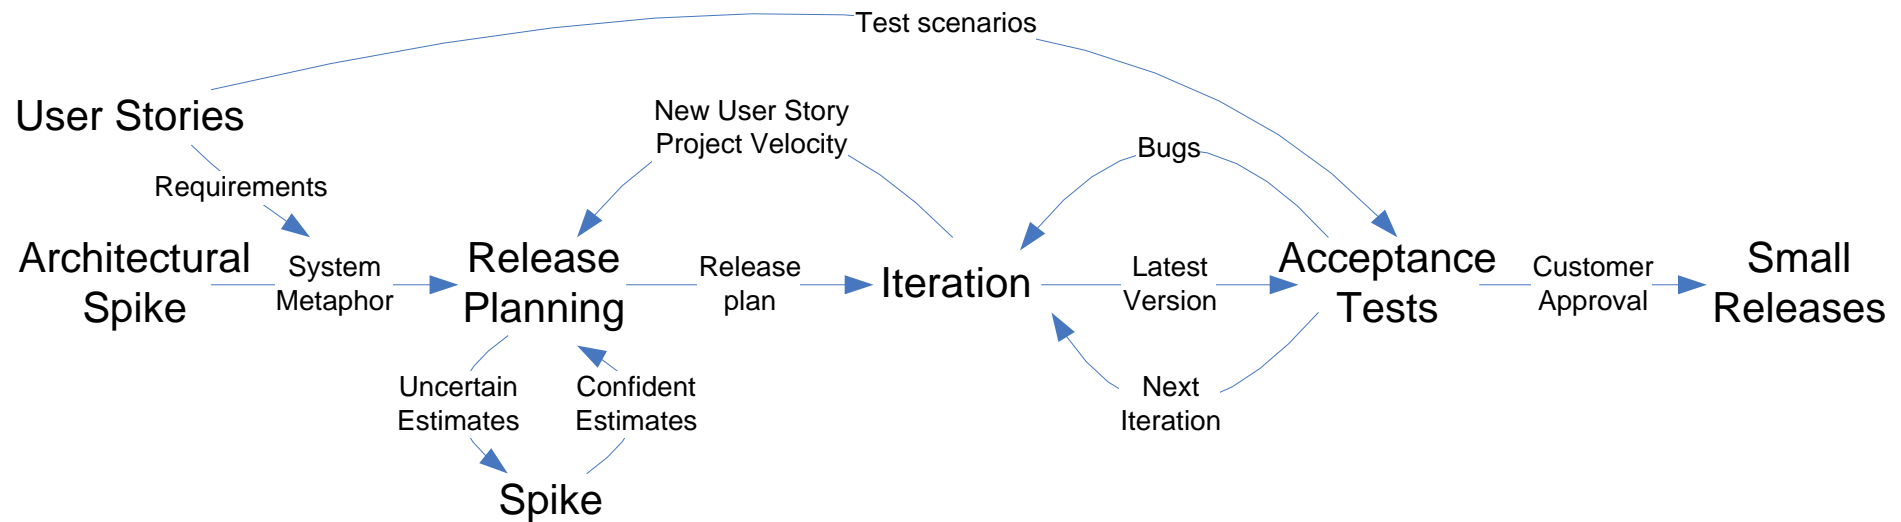 Test scenarios
User Stories
New User Story
Project Velocity
Bugs
Requirements
Architectural
Spike
System
Metaphor
Release
Planning
Release
plan
Iteration
Latest
Version
Acceptance
Tests
Customer
Approval
Small
Releases
Uncertain
Estimates
Confident
Estimates
Next
Iteration
Spike